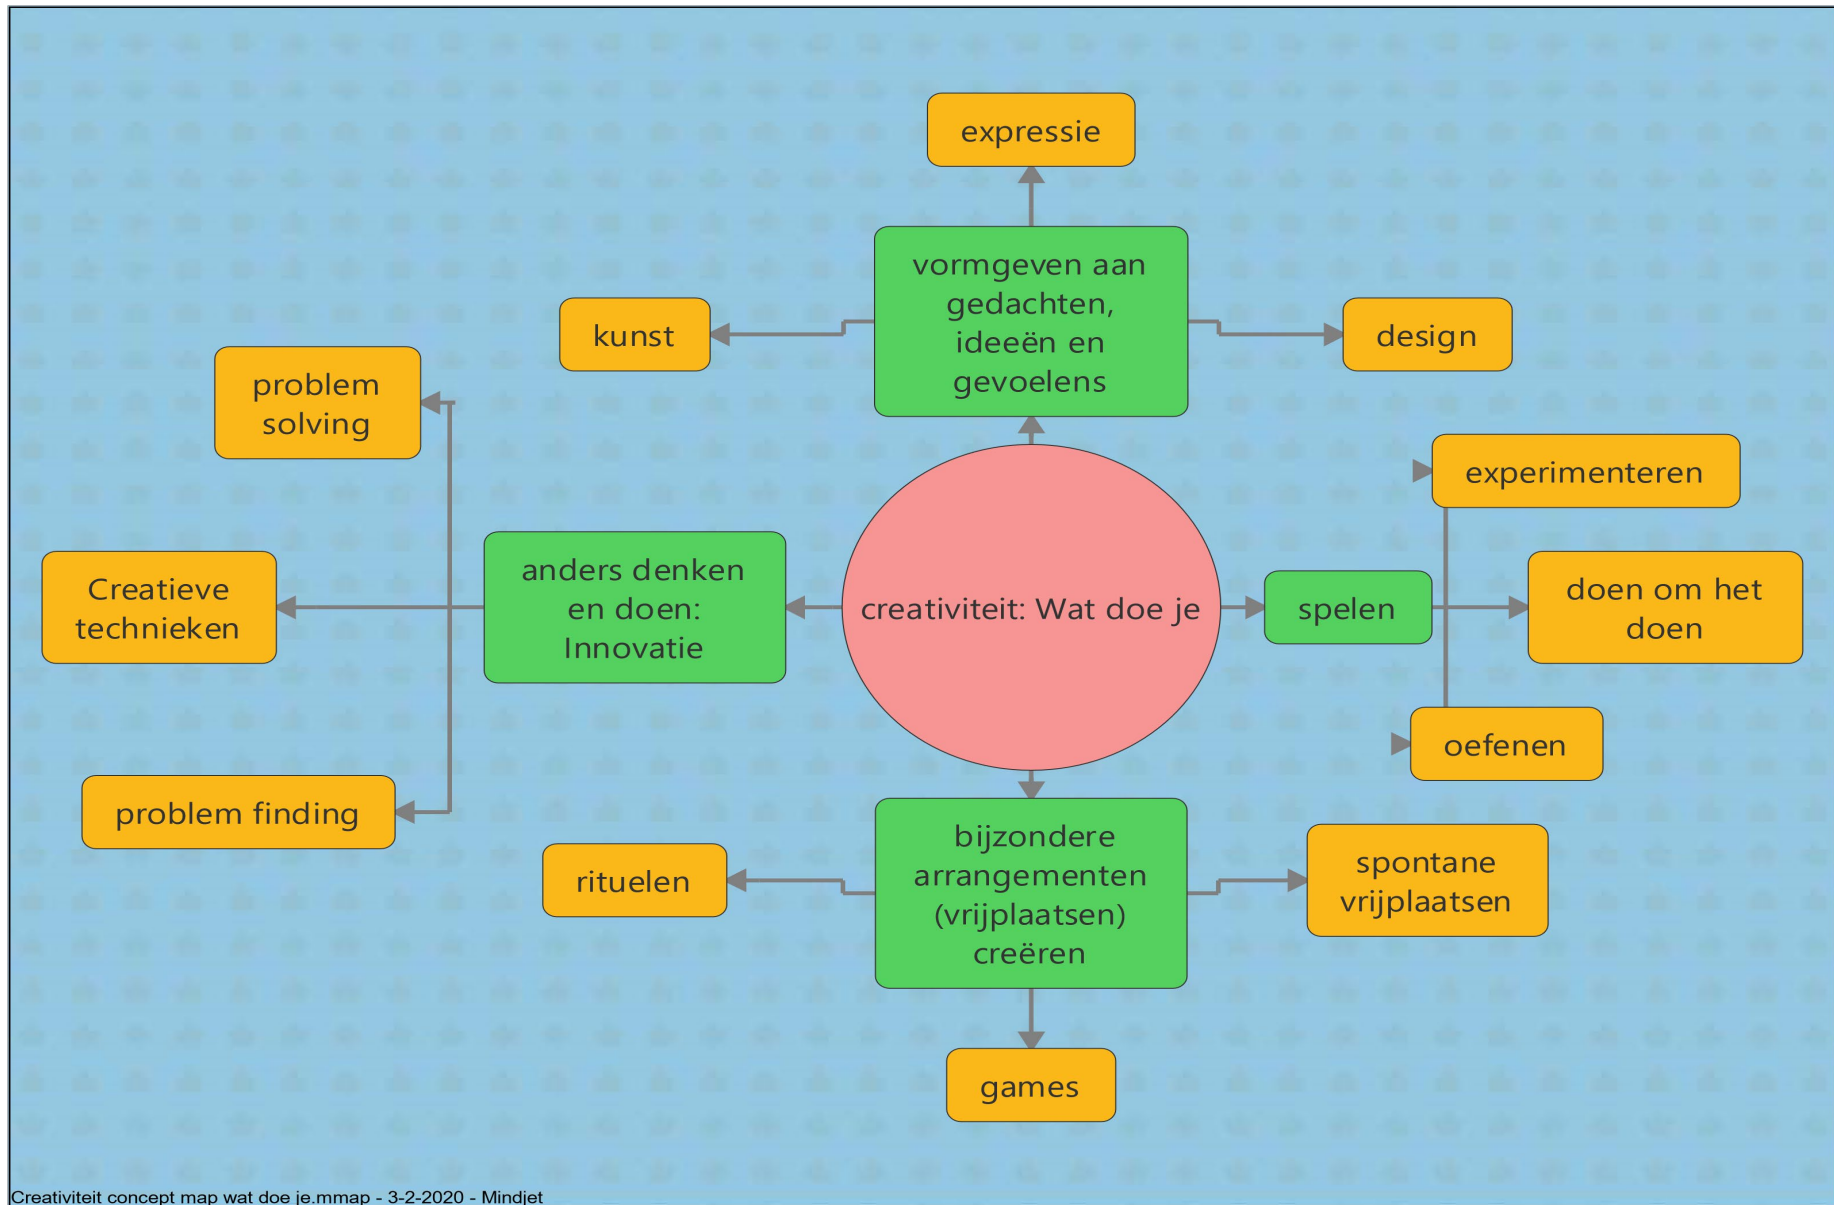 expressie
vormgeven aan
gedachten,
ideeën en
gevoelens
kunst
design
problem
solving
experimenteren
Creatieve
technieken
anders denken
en doen:
Innovatie
creativiteit: Wat doe je
spelen
doen om het
doen
oefenen
problem finding
bijzondere
arrangementen
(vrijplaatsen)
creëren
rituelen
spontane
vrijplaatsen
games
Creativiteit concept map wat doe je.mmap - 3-2-2020 - Mindjet